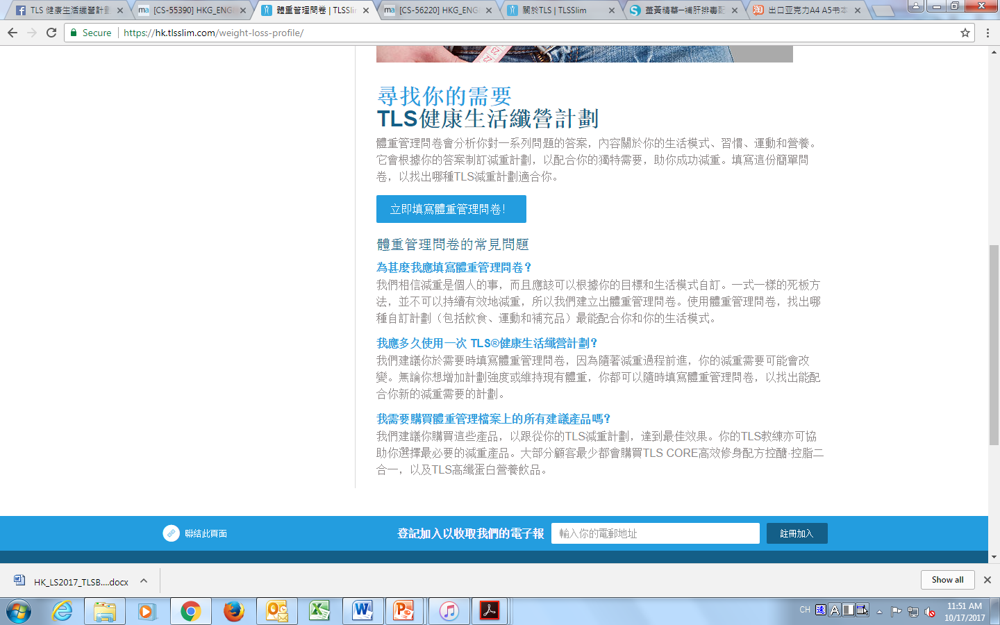 TLS 健康生活纖營計
[CS-55390] HKG_ENG
體重管理問卷 | TLSSli
[CS-56220] HKG_ENG
關於TLS | TLSSlim
薑黃精華—補肝排毒配
出口亚克力A4 A5书本
Secure
https://hk.tlsslim.com/weight-loss-profile/
尋找你的需要
TLS健康生活纖營計劃
體重管理問卷會分析你對一系列問題的答案，內容關於你的生活模式、習慣、運動和營養。
它會根據你的答案制訂減重計劃，以配合你的獨特需要，助你成功減重。填寫這份簡單問
卷，以找出哪種TLS減重計劃適合你。
立即填寫體重管理問卷！
體重管理問卷的常見問題
為甚麼我應填寫體重管理問卷？
我們相信減重是個人的事，而且應該可以根據你的目標和生活模式自訂。一式一樣的死板方
法，並不可以持續有效地減重，所以我們建立出體重管理問卷。使用體重管理問卷，找出哪
種自訂計劃（包括飲食、運動和補充品）最能配合你和你的生活模式。
我應多久使用一次 TLS®健康生活纖營計劃？
我們建議你於需要時填寫體重管理問卷，因為隨著減重過程前進，你的減重需要可能會改
變。無論你想增加計劃強度或維持現有體重，你都可以隨時填寫體重管理問卷，以找出能配
合你新的減重需要的計劃。
我需要購買體重管理檔案上的所有建議產品嗎？
我們建議你購買這些產品，以跟從你的TLS減重計劃，達到最佳效果。你的TLS教練亦可協
助你選擇最必要的減重產品。大部分顧客最少都會購買TLS CORE高效修身配方控醣·控脂二
合一，以及TLS高纖蛋白營養飲品。
聯結此頁面
登記加入以收取我們的電子報
輸入你的電郵地址
註冊加入
HK_LS2017_TLSB....docx
Show all
CH
11:51 AM
10/17/2017